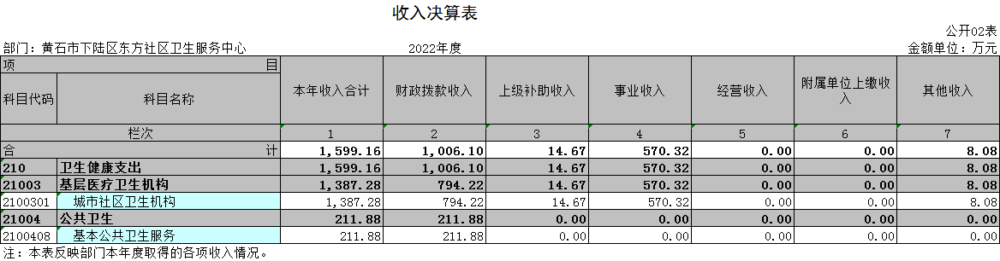 收入决算表
公开02表
部门：黄石市下陆区东方社区卫生服务中心 2022年度 金额单位：万元
项 目 本年收入合计 财政拨款收入 上级补助收入 事业收入 经营收入 附属单位上缴收入 其他收入
科目代码 科目名称
栏次 1 2 3 4 5 6 7
合 计 1,599.16 1,006.10 14.67 570.32 0.00 0.00 8.08
210 卫生健康支出 1,599.16 1,006.10 14.67 570.32 0.00 0.00 8.08
21003 基层医疗卫生机构 1,387.28 794.22 14.67 570.32 0.00 0.00 8.08
2100301 城市社区卫生机构 1,387.28 794.22 14.67 570.32 0.00 0.00 8.08
21004 公共卫生 211.88 211.88 0.00 0.00 0.00 0.00 0.00
2100408 基本公共卫生服务 211.88 211.88 0.00 0.00 0.00 0.00 0.00
注：本表反映部门本年度取得的各项收入情况。